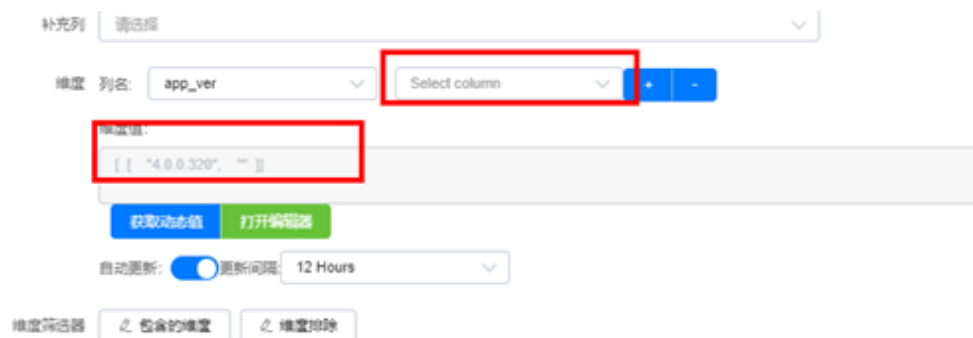 补充列 请选择
维度 列名: app_ver Select column + -
维度值:
[ [ "4.0.0.320", "" ]]
获取动态值 打开编辑器
自动更新: 更新间隔: 12 Hours
维度筛选器 包含的维度 维度排除